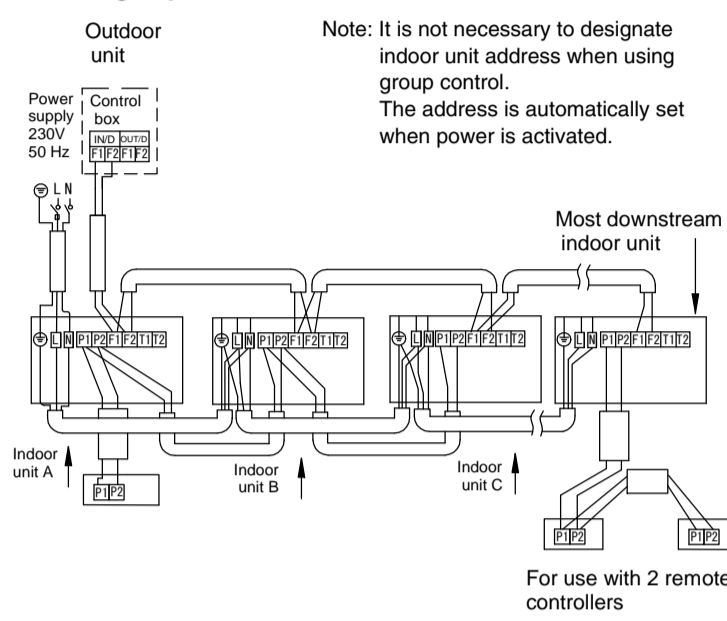 Outdoor
unit
Note: It is not necessary to designate
indoor unit address when using
group control.
The address is automatically set
when power is activated.
Power
supply
230V
50 Hz
Control
box
IN/D OUT/D
F1 F2 F1 F2
L N
Most downstream
indoor unit
L N P1 P2 F1 F2 T1 T2
L N P1 P2 F1 F2 T1 T2
L N P1 P2 F1 F2 T1 T2
L N P1 P2 F1 F2 T1 T2
Indoor
unit A
Indoor
unit B
Indoor
unit C
P1 P2
P1 P2
P1 P2
For use with 2 remote
controllers